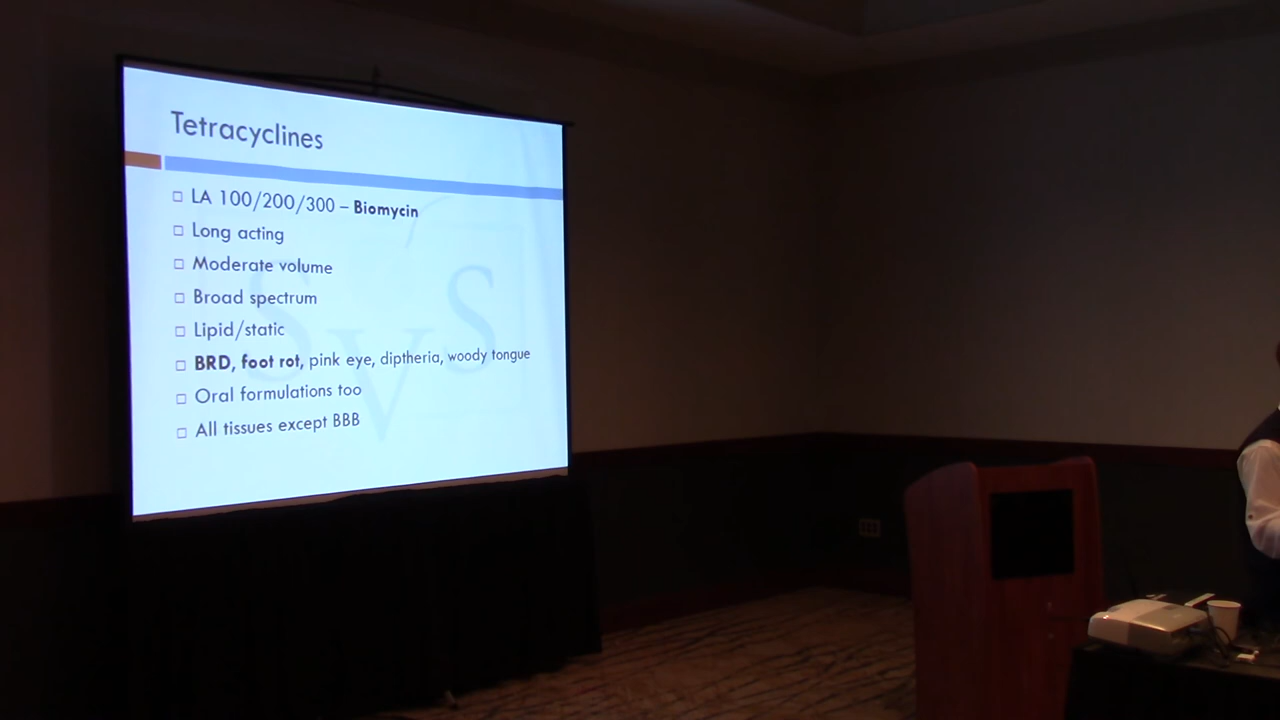 Tetracyclines
LA 100/200/300 – Biomycin
Long acting
Moderate volume
Broad spectrum
Lipid/static
BRD, foot rot, pink eye, diptheria, woody tongue
Oral formulations too
All tissues except BBB
SVS